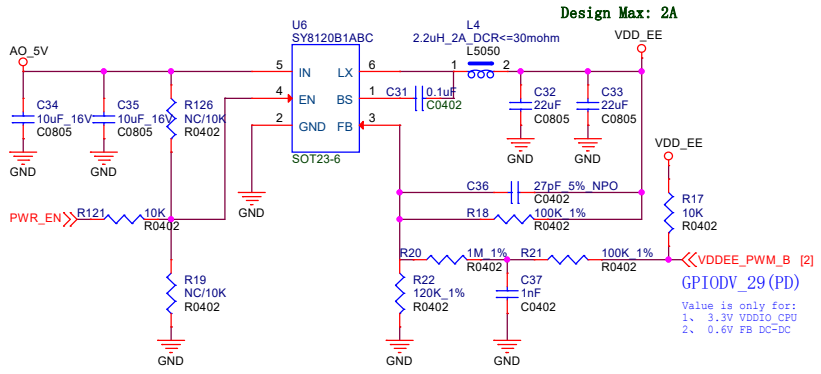 Design Max: 2A
U6
SY8120B1ABC
L4
2.2uH_2A_DCR<=30mohm
L5050
VDD_EE
AO_5V
5 IN LX 6
4 EN BS 1
2 GND FB 3
SOT23-6
1 2
C31 0.1uF
C0402
C32
22uF
C0805
C33
22uF
C0805
C34
10uF_16V
C0805
C35
10uF_16V
C0805
R126
NC/10K
R0402
GND
GND
GND
GND
GND
VDD_EE
C36 27pF_5%_NPO
C0402
R18 100K_1%
R0402
R17
10K
R0402
PWR_EN R121 10K
R0402
R20 1M_1%
R0402
R21 100K_1%
R0402
VDDEE_PWM_B [2]
GPIODV_29(PD)
R19
NC/10K
R0402
R22
120K_1%
R0402
C37
1nF
C0402
Value is only for:
1、 3.3V VDDIO_CPU
2、 0.6V FB DC-DC
GND
GND
GND